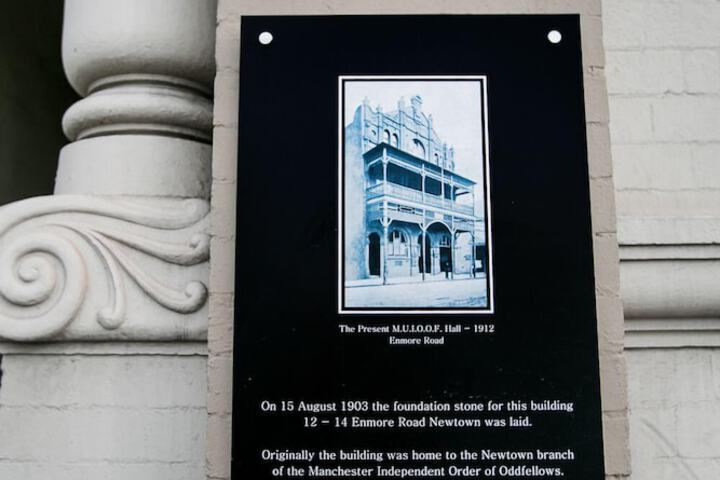 The Present M.U.I.O.O.F. Hall – 1912
Enmore Road
On 15 August 1903 the foundation stone for this building
12 – 14 Enmore Road Newtown was laid.
Originally the building was home to the Newtown branch
of the Manchester Independent Order of Oddfellows.